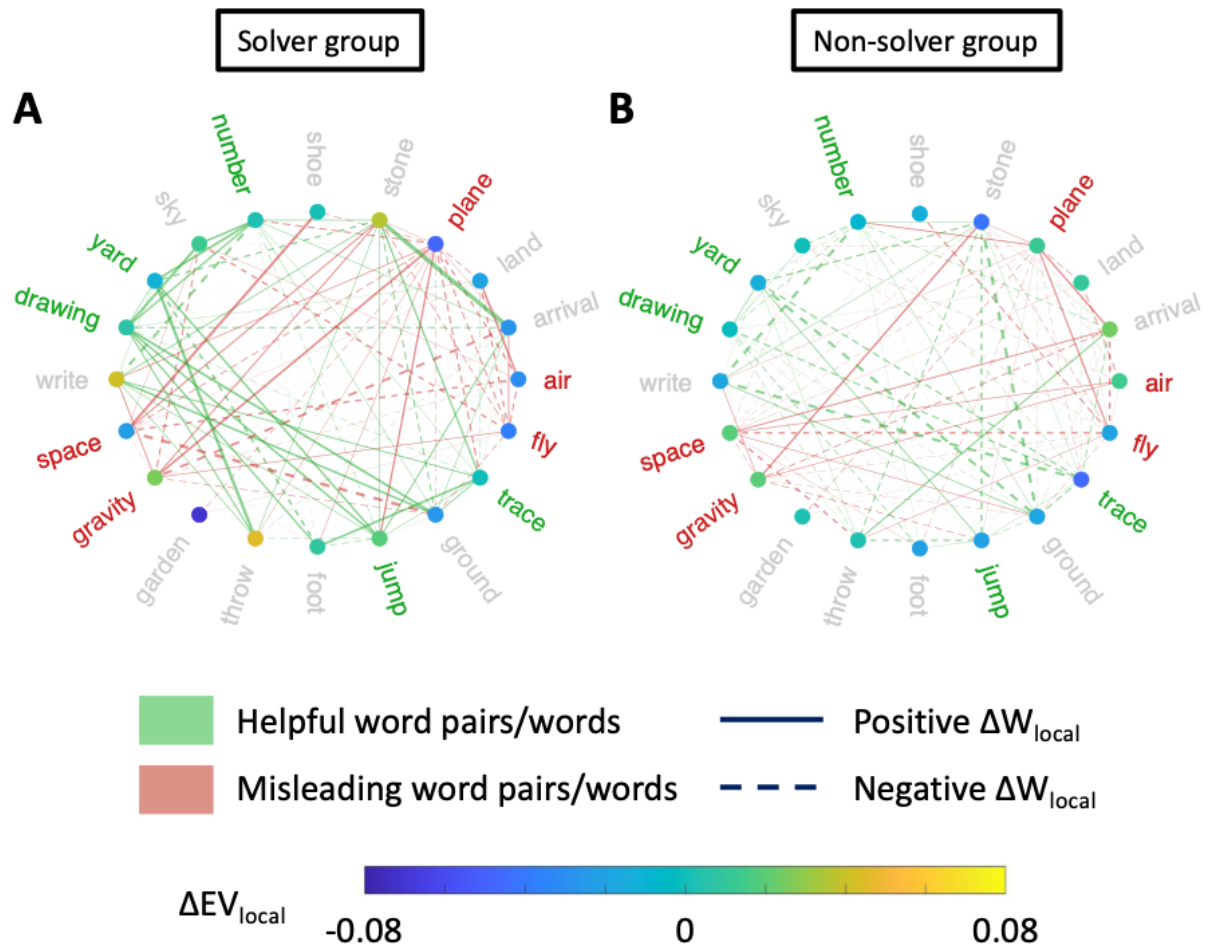 Solver group
Non-solver group
A
B
number
shoe
stone
plane
land
arrival
air
fly
trace
ground
jump
foot
throw
garden
gravity
space
write
drawing
yard
sky
number
shoe
stone
plane
land
arrival
air
fly
trace
ground
jump
foot
throw
garden
gravity
space
write
drawing
yard
sky
Helpful word pairs/words
Positive ΔWlocal
Misleading word pairs/words
Negative ΔWlocal
ΔEVlocal
-0.08
0
0.08